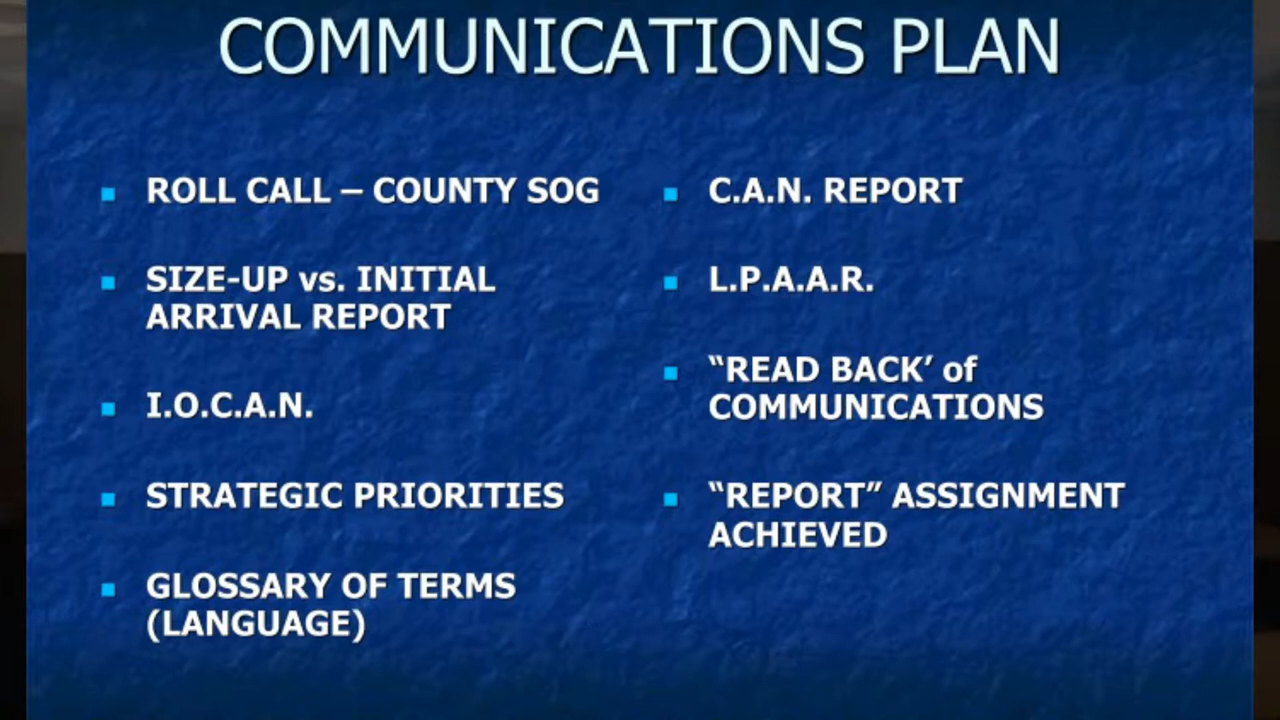 COMMUNICATIONS PLAN
ROLL CALL – COUNTY SOG
SIZE-UP vs. INITIAL
ARRIVAL REPORT
I.O.C.A.N.
STRATEGIC PRIORITIES
GLOSSARY OF TERMS
(LANGUAGE)
C.A.N. REPORT
L.P.A.A.R.
“READ BACK’ of
COMMUNICATIONS
“REPORT” ASSIGNMENT
ACHIEVED